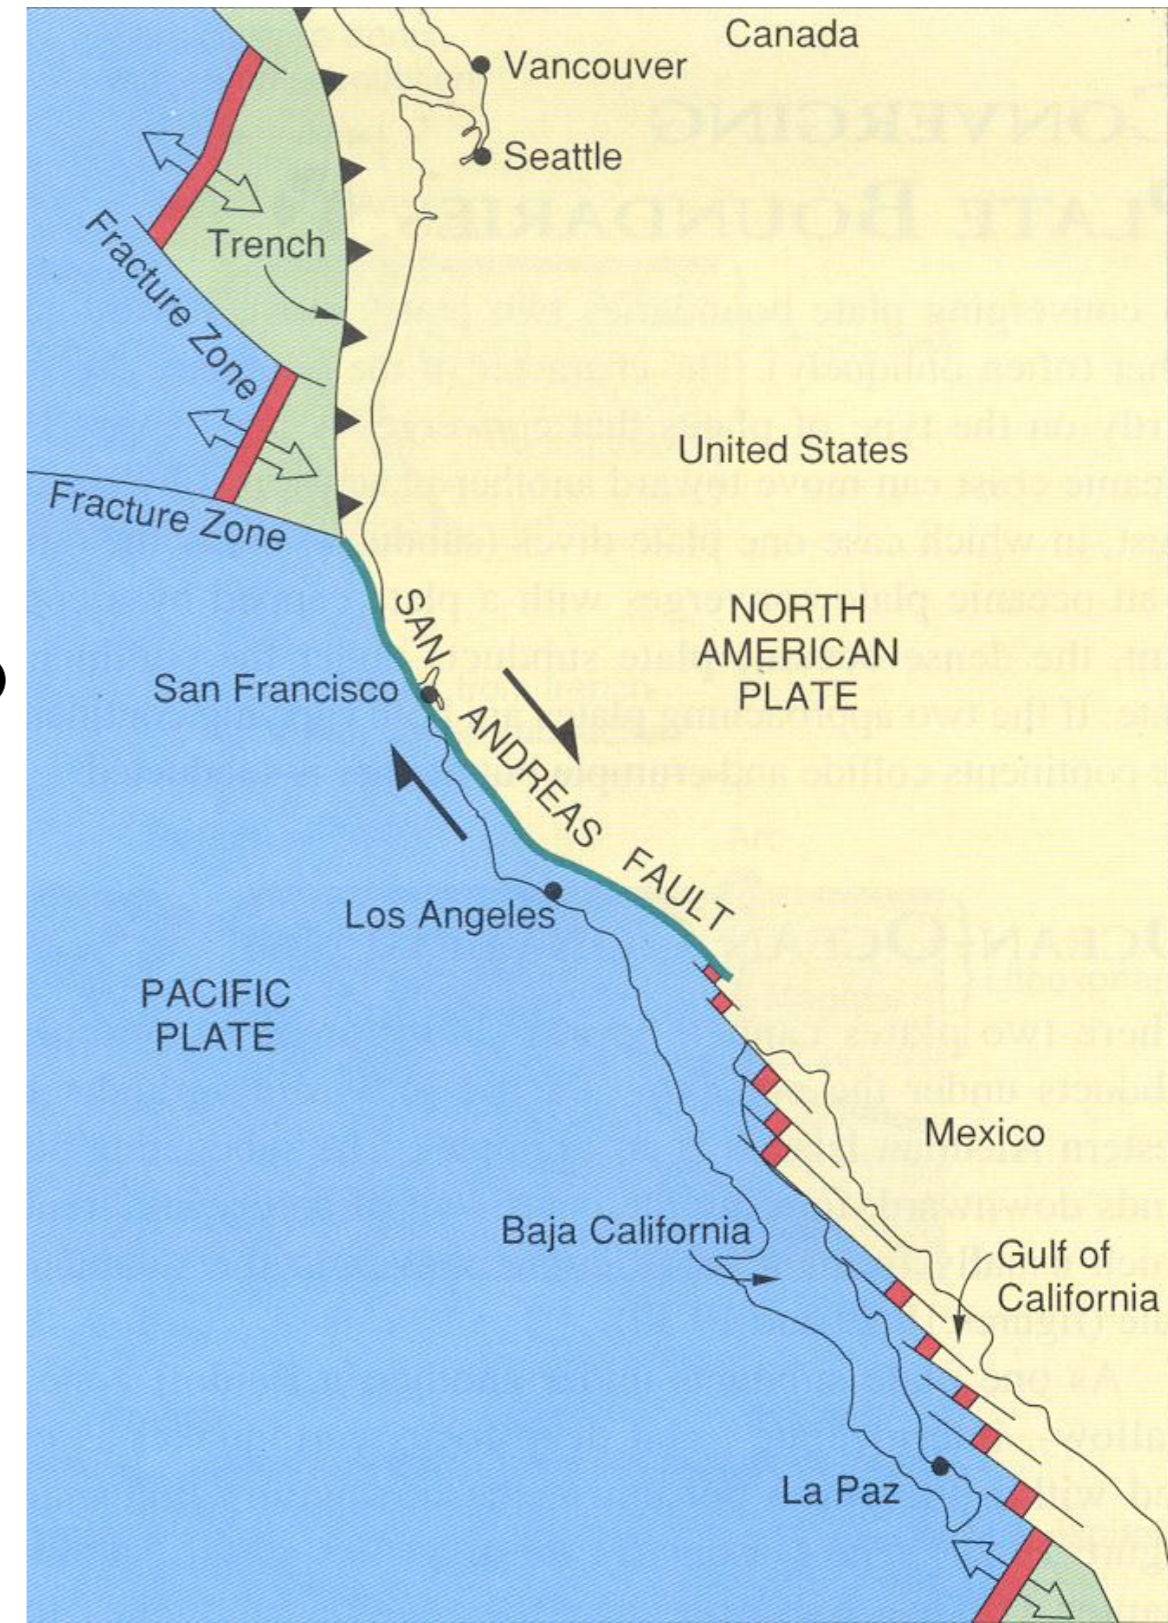 Canada
Vancouver
Seattle
Trench
Fracture Zone
United States
Fracture Zone
NORTH
AMERICAN
PLATE
San Francisco
SAN ANDREAS FAULT
Los Angeles
PACIFIC
PLATE
Mexico
Baja California
Gulf of
California
La Paz